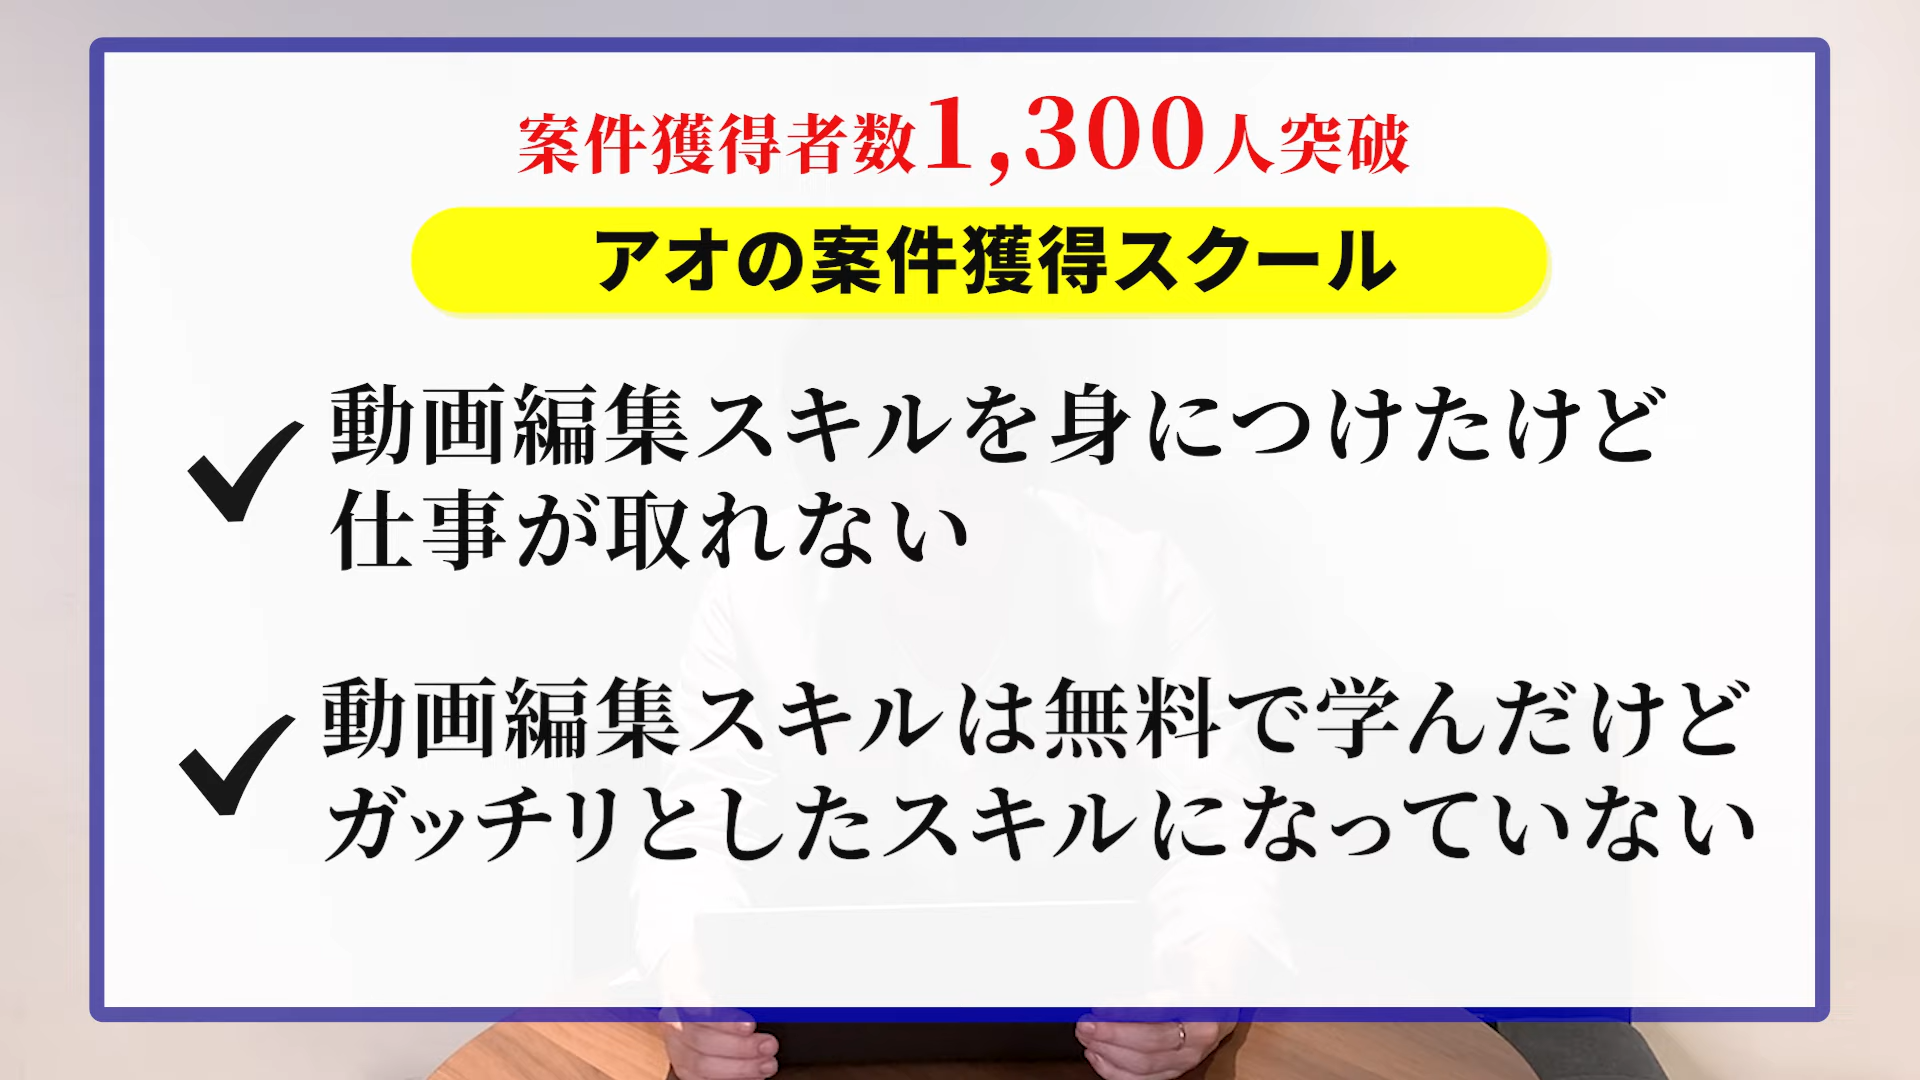 案件獲得者数1,300人突破
アオの案件獲得スクール
動画編集スキルを身につけたけど
仕事が取れない
動画編集スキルは無料で学んだけど
ガッチリとしたスキルになっていない